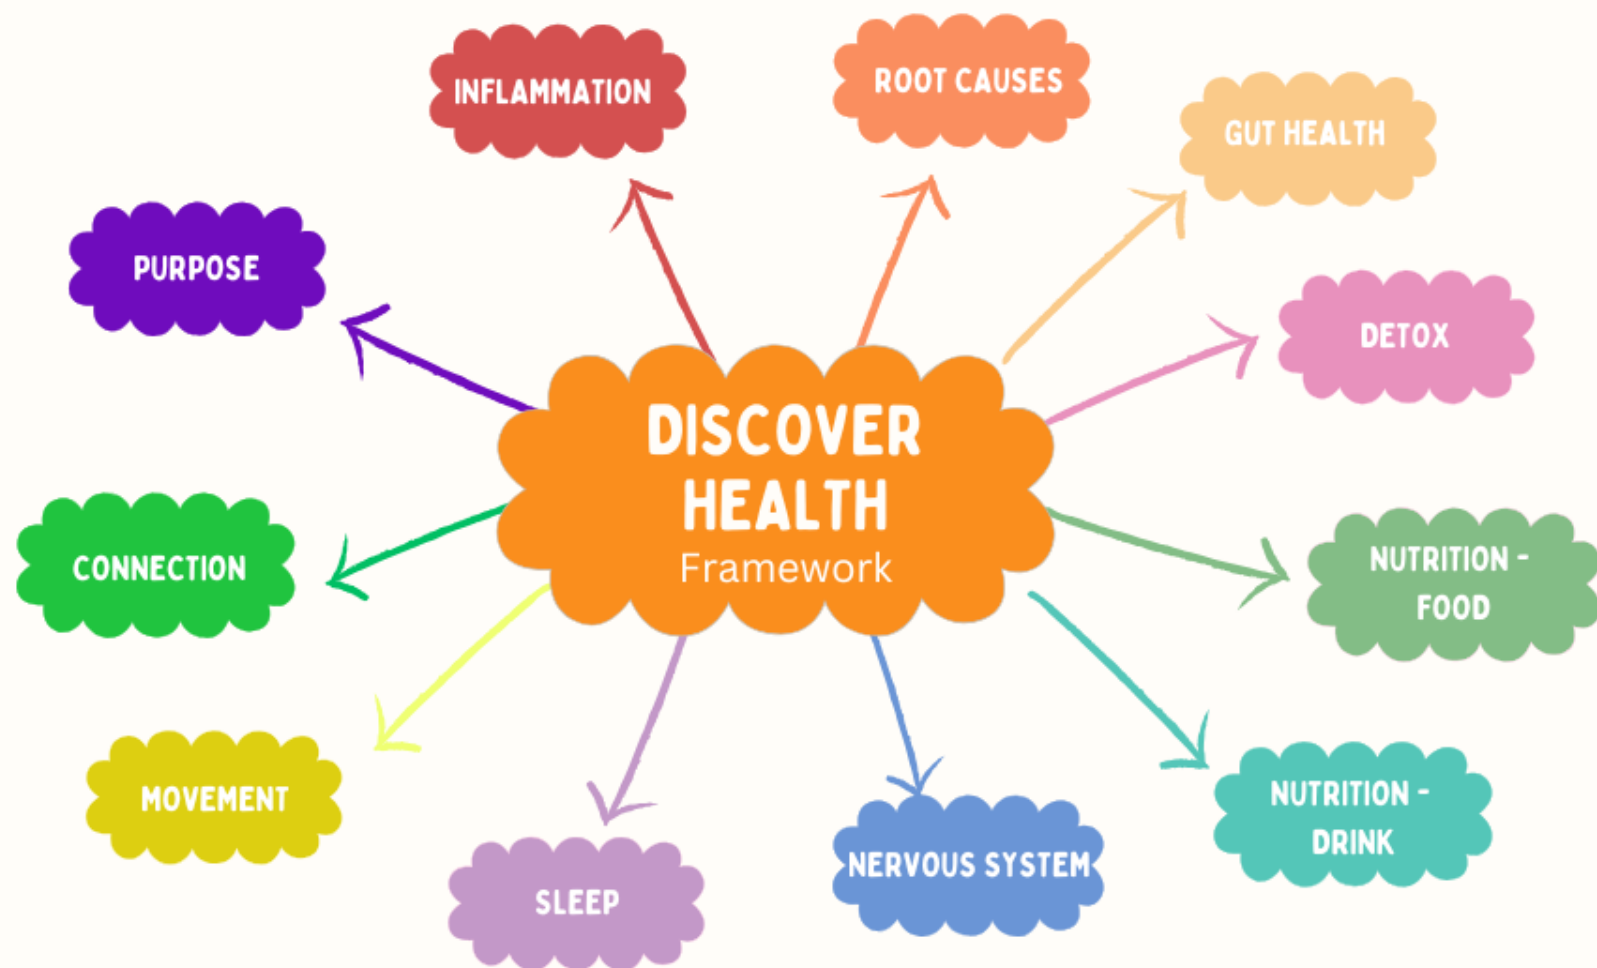 INFLAMMATION
ROOT CAUSES
GUT HEALTH
PURPOSE
DETOX
DISCOVER
HEALTH
Framework
CONNECTION
NUTRITION -
FOOD
MOVEMENT
NUTRITION -
DRINK
SLEEP
NERVOUS SYSTEM